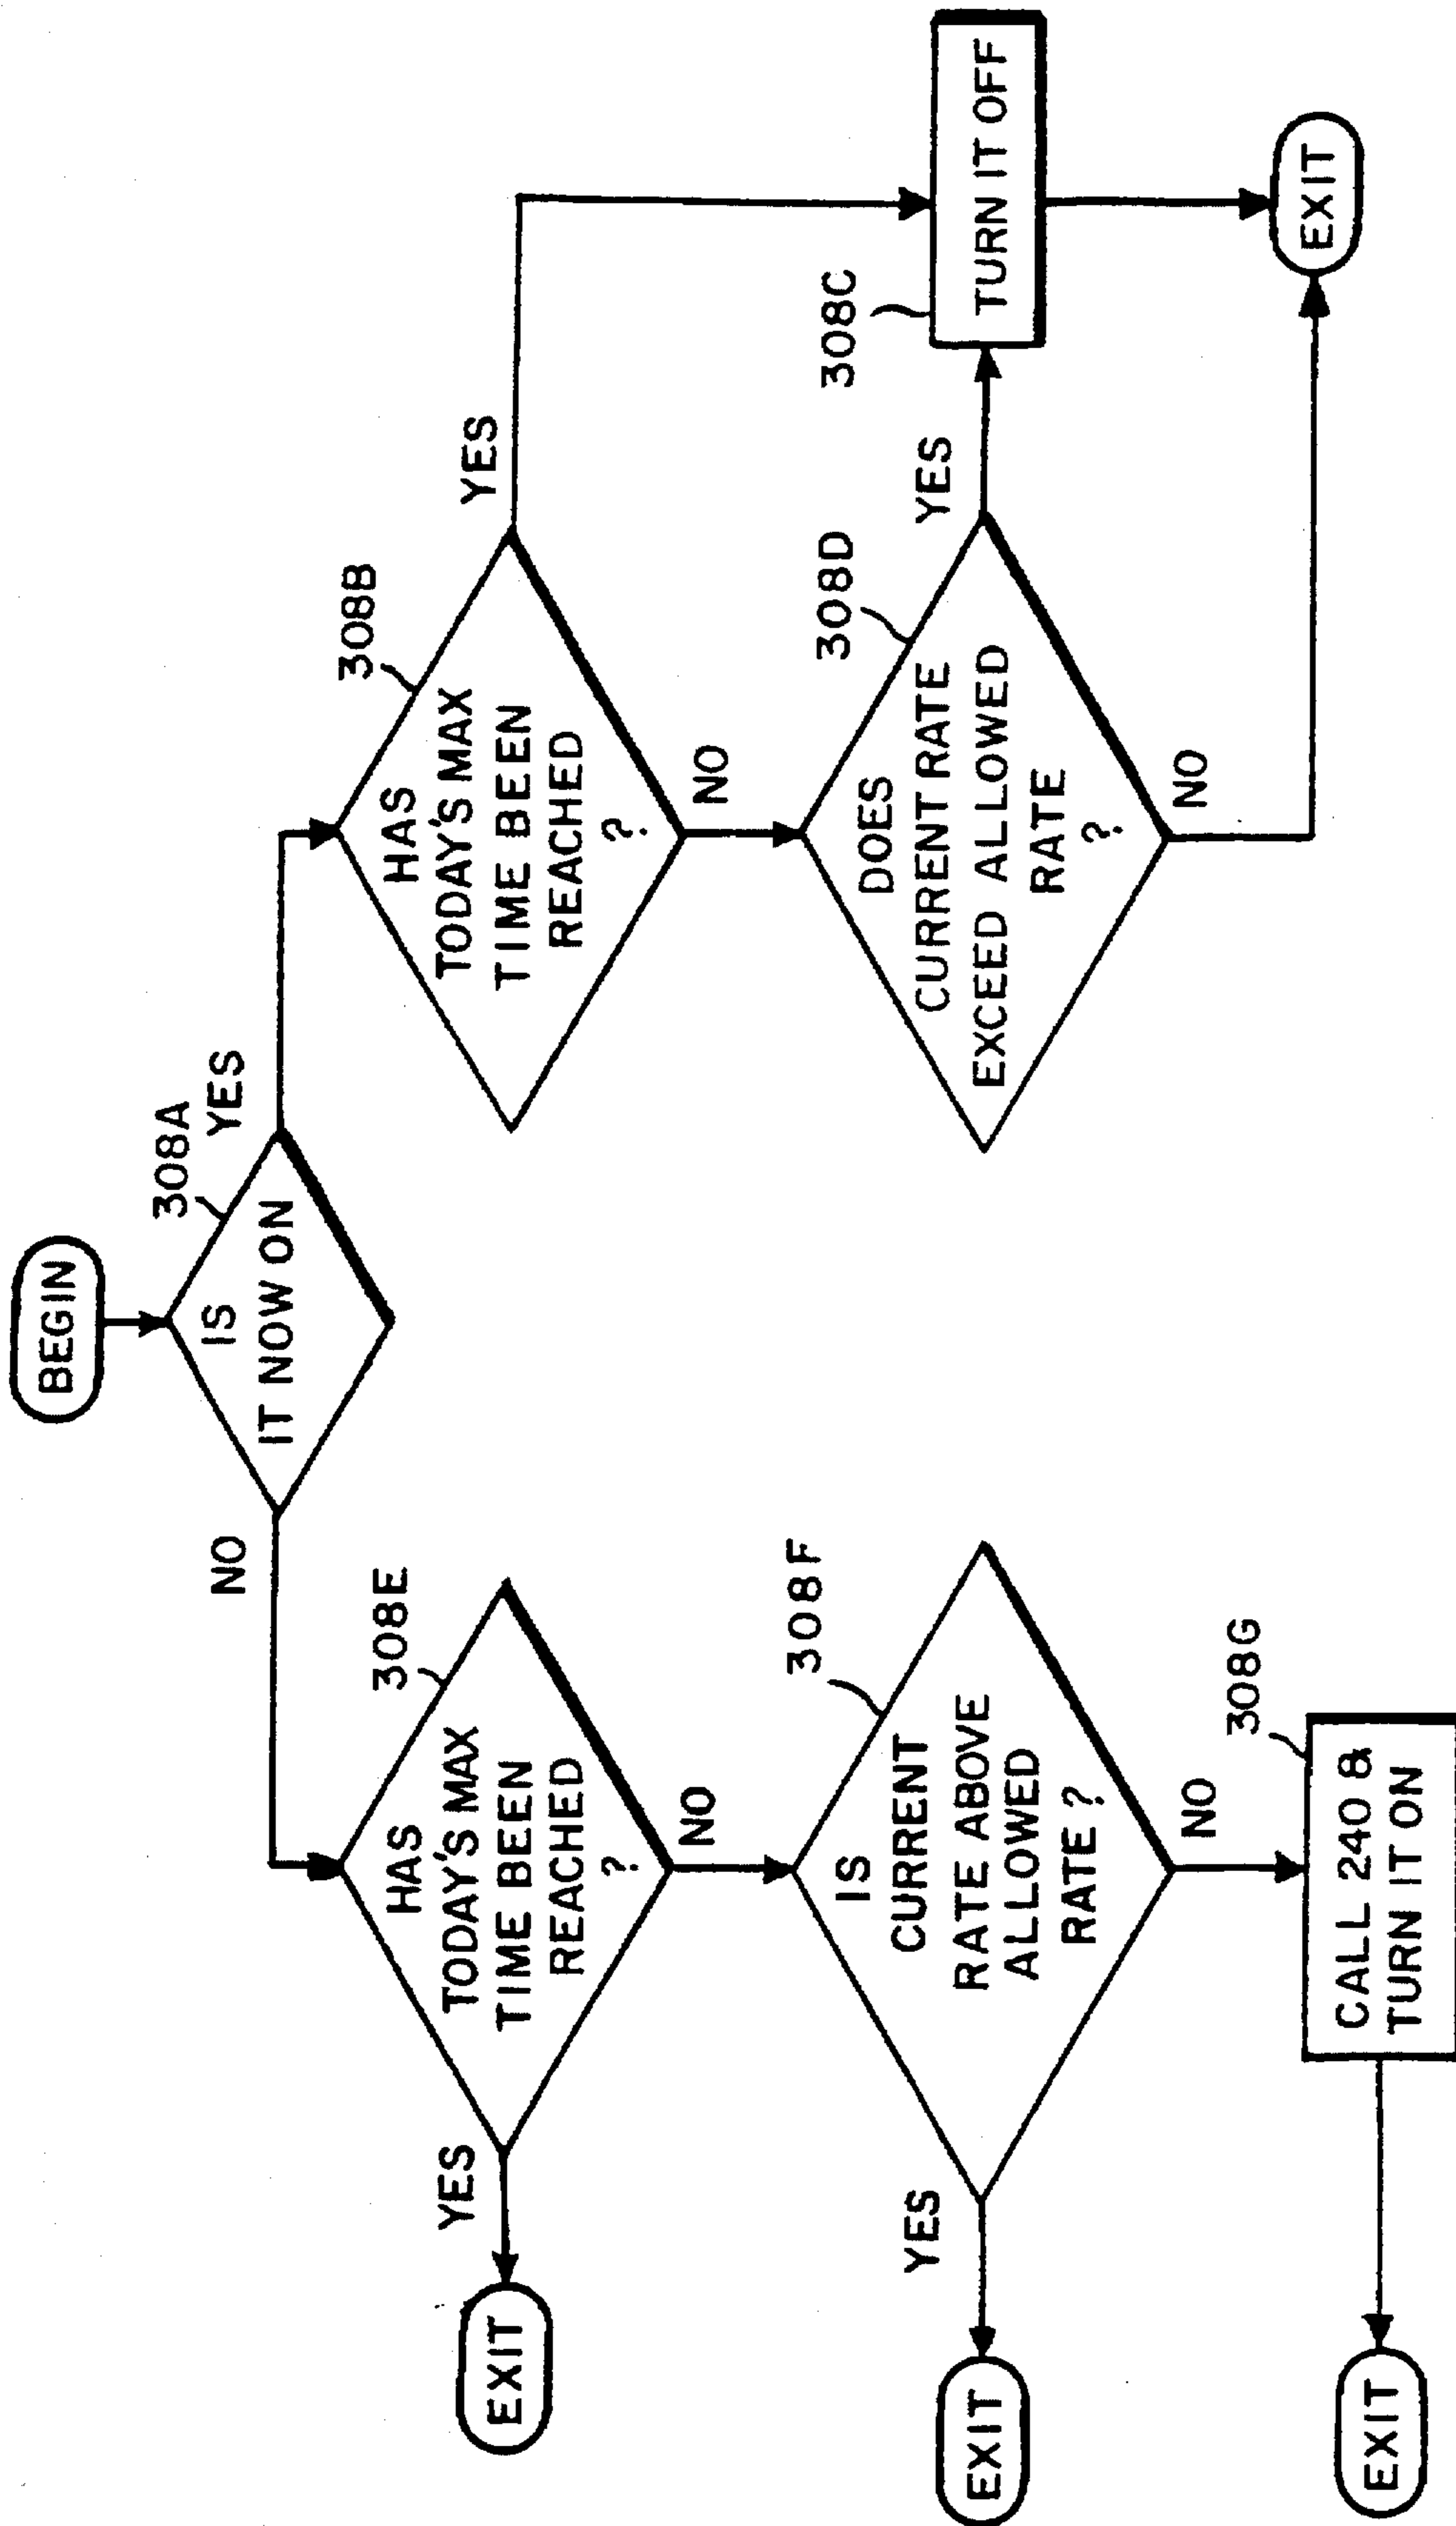 BEGIN
308A
IS
IT NOW ON
NO
YES
308E
HAS
TODAY'S MAX
TIME BEEN
REACHED
?
YES
EXIT
NO
308F
IS
CURRENT
RATE ABOVE
ALLOWED
RATE ?
YES
EXIT
NO
308G
CALL 240 &
TURN IT ON
EXIT
308B
HAS
TODAY'S MAX
TIME BEEN
REACHED
?
YES
NO
308D
DOES
CURRENT RATE
EXCEED ALLOWED
RATE
?
YES
NO
308C
TURN IT OFF
EXIT